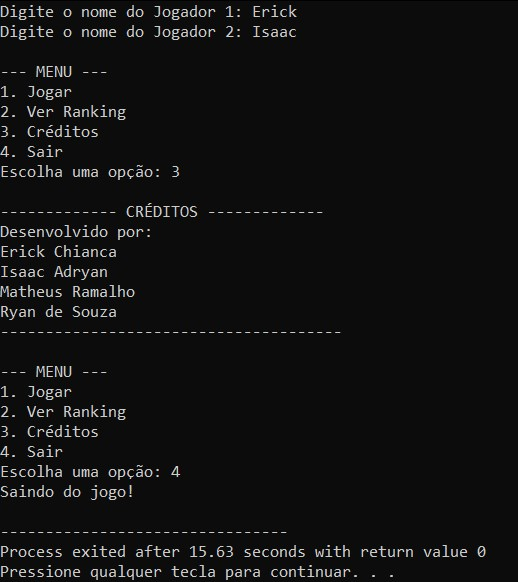 Digite o nome do Jogador 1: Erick
Digite o nome do Jogador 2: Isaac
--- MENU ---
1. Jogar
2. Ver Ranking
3. Créditos
4. Sair
Escolha uma opção: 3
------------- CRÉDITOS -------------
Desenvolvido por:
Erick Chianca
Isaac Adryan
Matheus Ramalho
Ryan de Souza
--------------------------------------
--- MENU ---
1. Jogar
2. Ver Ranking
3. Créditos
4. Sair
Escolha uma opção: 4
Saindo do jogo!
--------------------------------
Process exited after 15.63 seconds with return value 0
Pressione qualquer tecla para continuar. . .